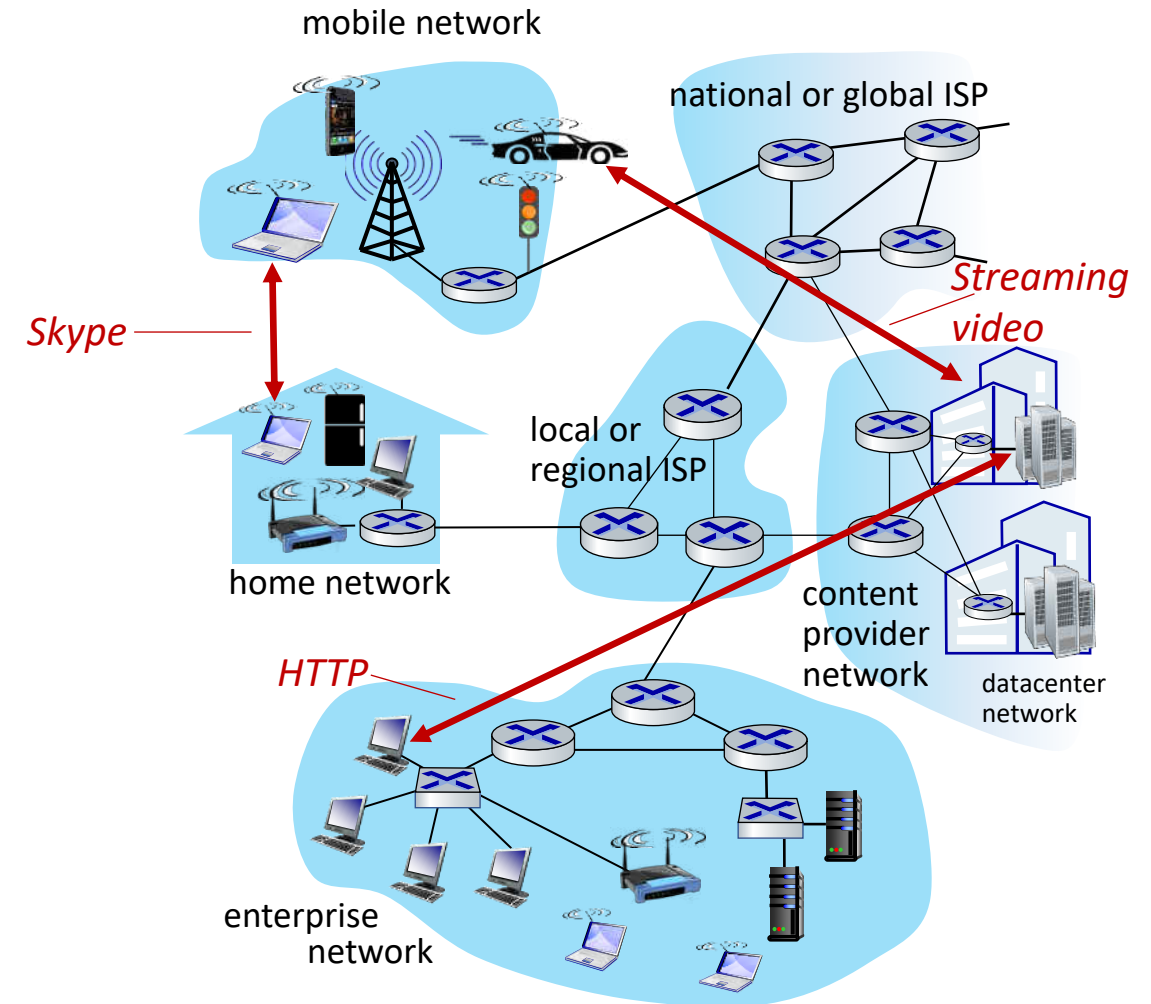 mobile network
national or global ISP
Streaming
video
Skype
local or
regional ISP
home network
content
provider
network
datacenter
network
HTTP
enterprise
network